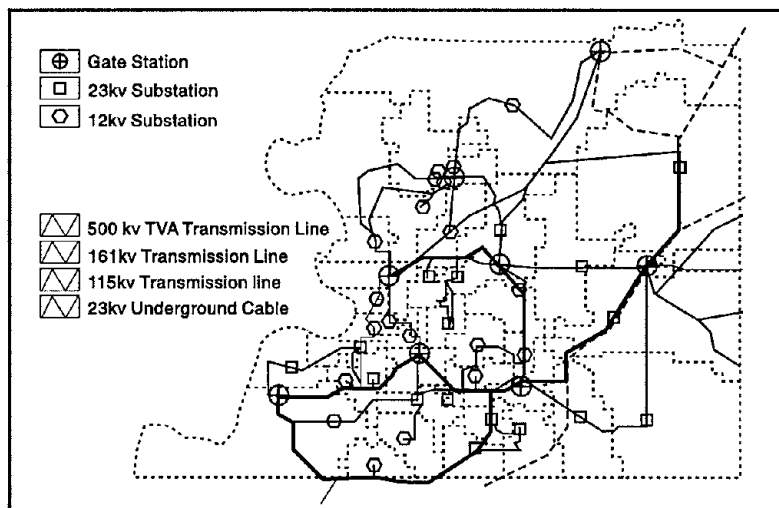 Gate Station
23kv Substation
12kv Substation
500 kv TVA Transmission Line
161kv Transmission Line
115kv Transmission line
23kv Underground Cable